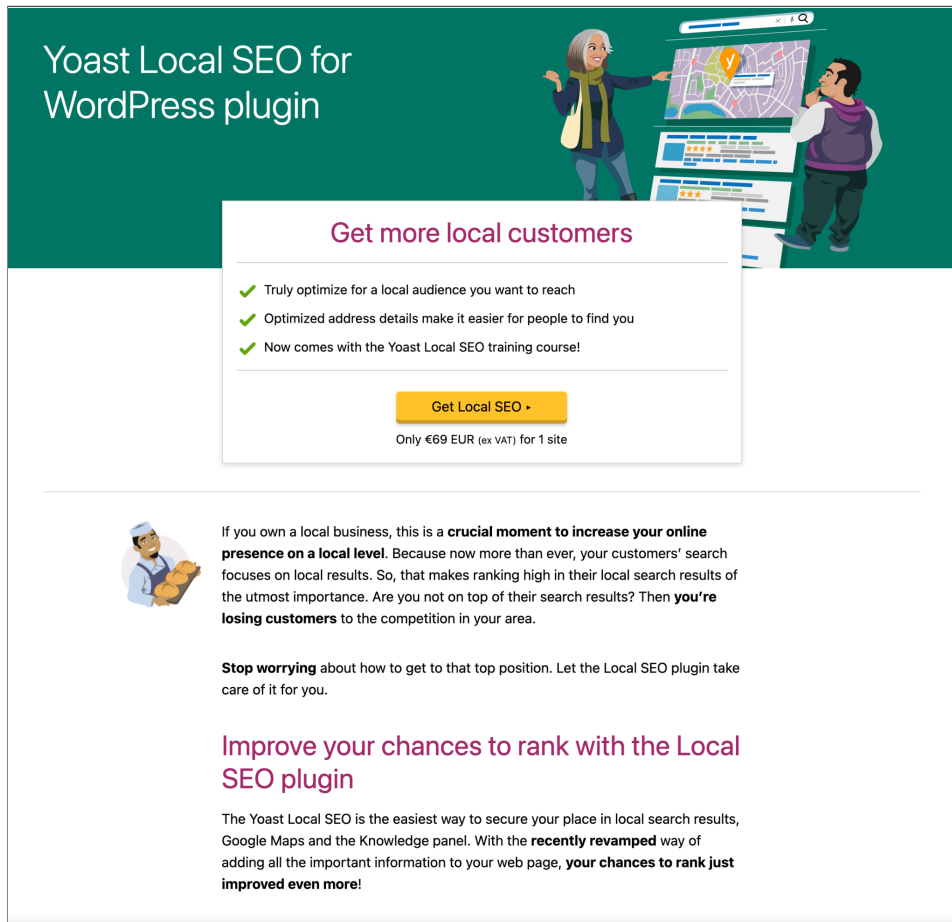 Yoast Local SEO for
WordPress plugin
y
Get more local customers
Truly optimize for a local audience you want to reach
Optimized address details make it easier for people to find you
Now comes with the Yoast Local SEO training course!
Get Local SEO ▸
Only €69 EUR (ex VAT) for 1 site
If you own a local business, this is a crucial moment to increase your online
presence on a local level. Because now more than ever, your customers’ search
focuses on local results. So, that makes ranking high in their local search results of
the utmost importance. Are you not on top of their search results? Then you’re
losing customers to the competition in your area.
Stop worrying about how to get to that top position. Let the Local SEO plugin take
care of it for you.
Improve your chances to rank with the Local
SEO plugin
The Yoast Local SEO is the easiest way to secure your place in local search results,
Google Maps and the Knowledge panel. With the recently revamped way of
adding all the important information to your web page, your chances to rank just
improved even more!